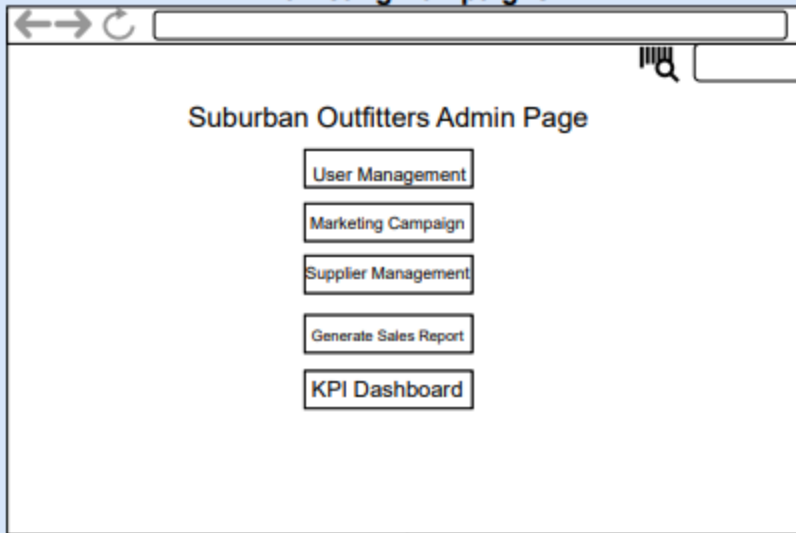 Suburban Outfitters Admin Page
User Management
Marketing Campaign
Supplier Management
Generate Sales Report
KPI Dashboard